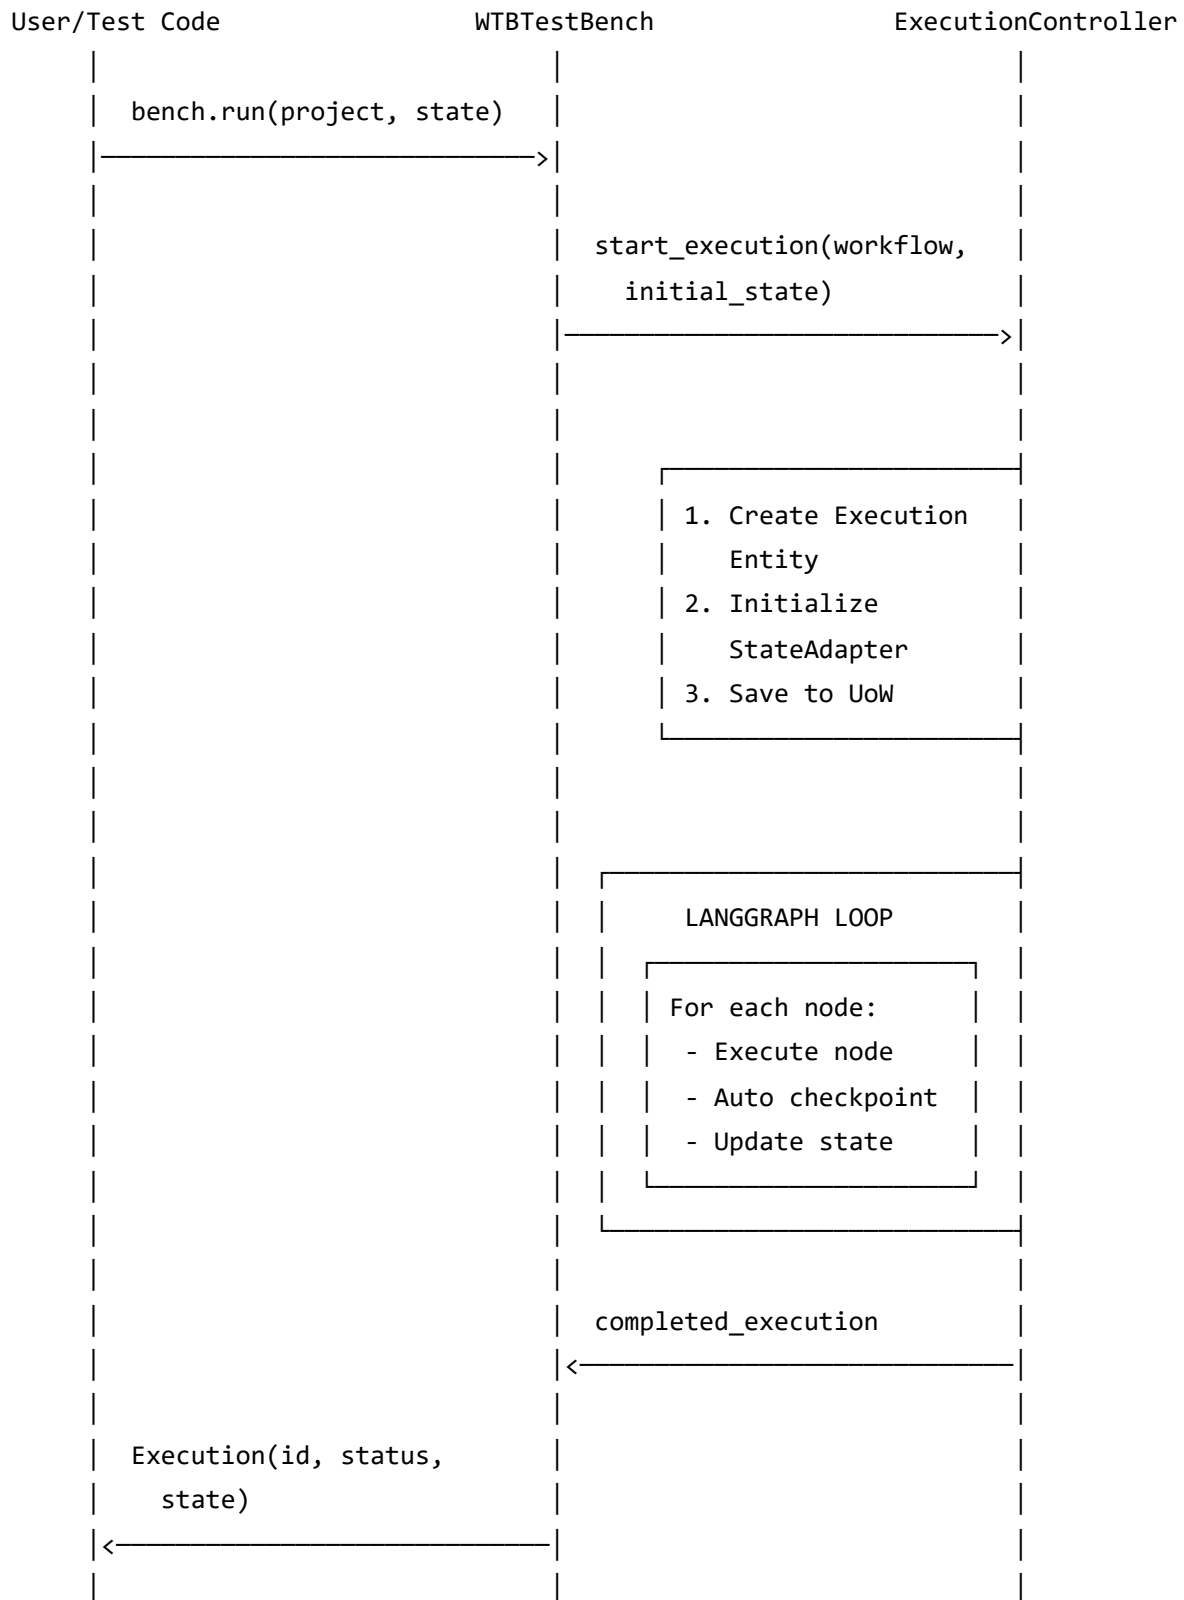 User/Test Code WTBTestBench ExecutionController
bench.run(project, state)
start_execution(workflow,
initial_state)
1. Create Execution
Entity
2. Initialize
StateAdapter
3. Save to UoW
LANGGRAPH LOOP
For each node:
- Execute node
- Auto checkpoint
- Update state
completed_execution
Execution(id, status,
state)